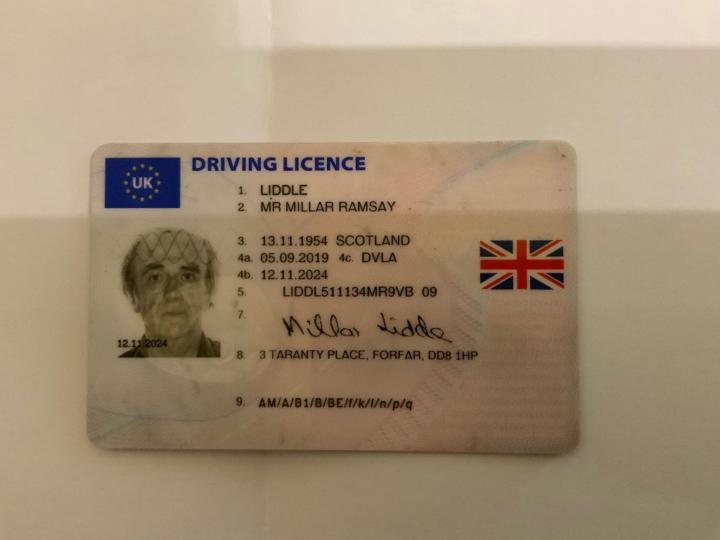 UK
DRIVING LICENCE
1. LIDDLE
2. MR MILLAR RAMSAY
3. 13.11.1954 SCOTLAND
4a. 05.09.2019 4c. DVLA
4b. 12.11.2024
5. LIDDL511134MR9VB 09
7. Millar Liddle
12.11.2024
8. 3 TARANTY PLACE, FORFAR, DD8 1HP
9. AM/A/B1/B/BE/f/k/l/n/p/q